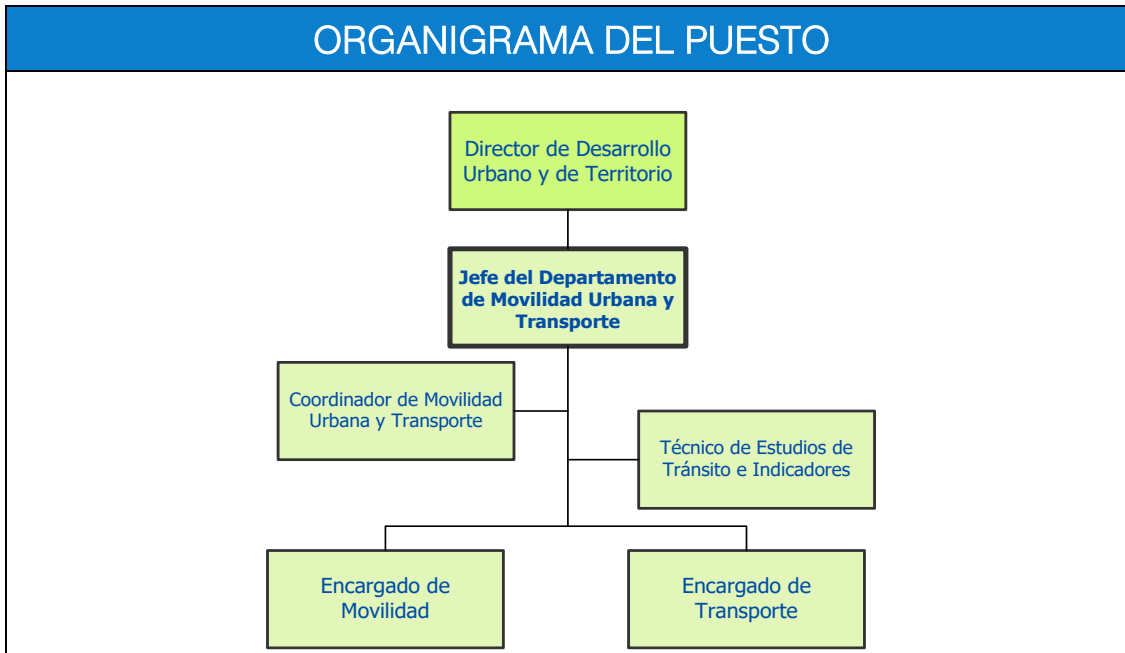 ORGANIGRAMA DEL PUESTO
Director de Desarrollo
Urbano y de Territorio
Jefe del Departamento
de Movilidad Urbana y
Transporte
Coordinador de Movilidad
Urbana y Transporte
Técnico de Estudios de
Tránsito e Indicadores
Encargado de
Movilidad
Encargado de
Transporte